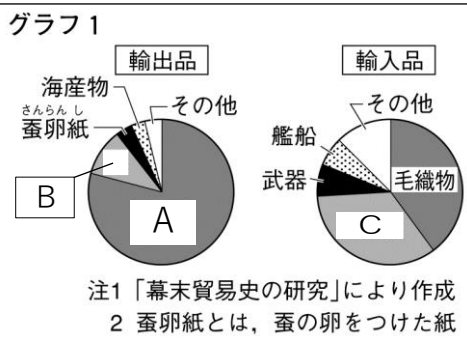 グラフ1
輸出品
輸入品
海産物
その他
さんらんし
蚕卵紙
B
A
その他
艦船
武器
毛織物
C
注1「幕末貿易史の研究」により作成
2 蚕卵紙とは，蚕の卵をつけた紙